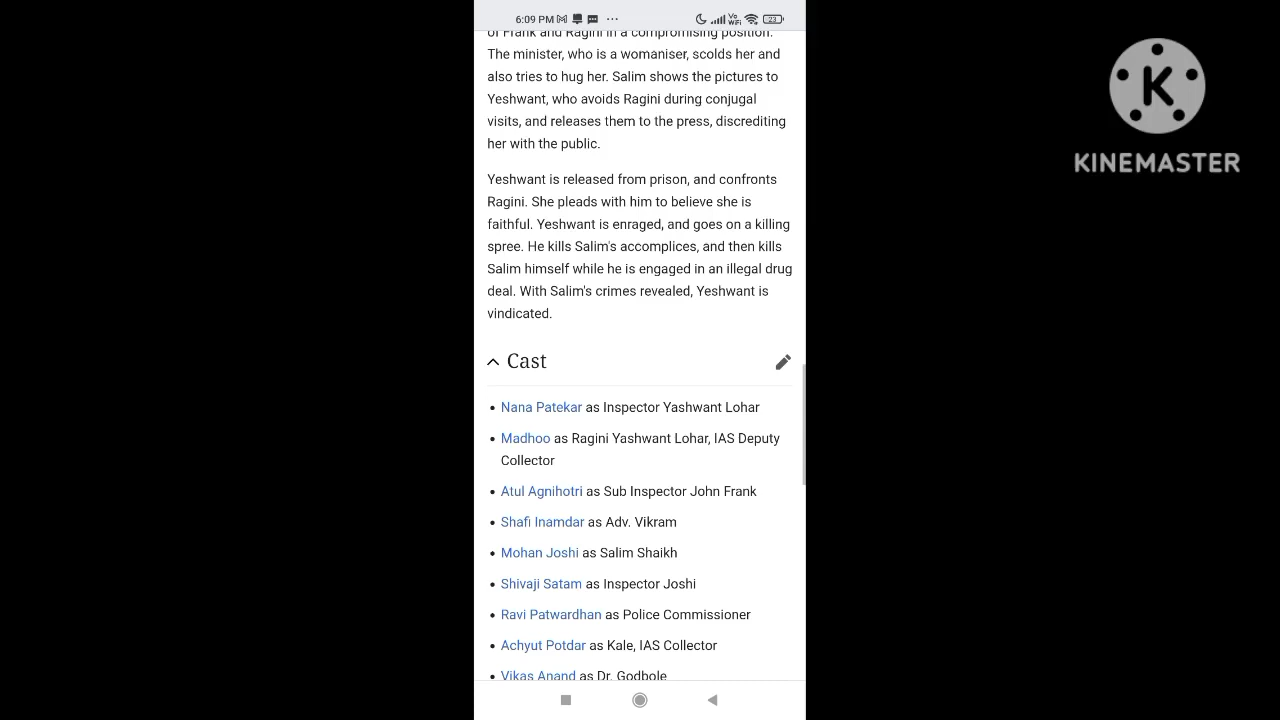 6:09 PM
Vo
WiFi
23
of Frank and Ragini in a compromising position.
The minister, who is a womaniser, scolds her and
also tries to hug her. Salim shows the pictures to
Yeshwant, who avoids Ragini during conjugal
visits, and releases them to the press, discrediting
her with the public.
Yeshwant is released from prison, and confronts
Ragini. She pleads with him to believe she is
faithful. Yeshwant is enraged, and goes on a killing
spree. He kills Salim's accomplices, and then kills
Salim himself while he is engaged in an illegal drug
deal. With Salim's crimes revealed, Yeshwant is
vindicated.
Cast
• Nana Patekar as Inspector Yashwant Lohar
• Madhoo as Ragini Yashwant Lohar, IAS Deputy
Collector
• Atul Agnihotri as Sub Inspector John Frank
• Shafi Inamdar as Adv. Vikram
• Mohan Joshi as Salim Shaikh
• Shivaji Satam as Inspector Joshi
• Ravi Patwardhan as Police Commissioner
• Achyut Potdar as Kale, IAS Collector
• Vikas Anand as Dr. Godbole
K
KINEMASTER